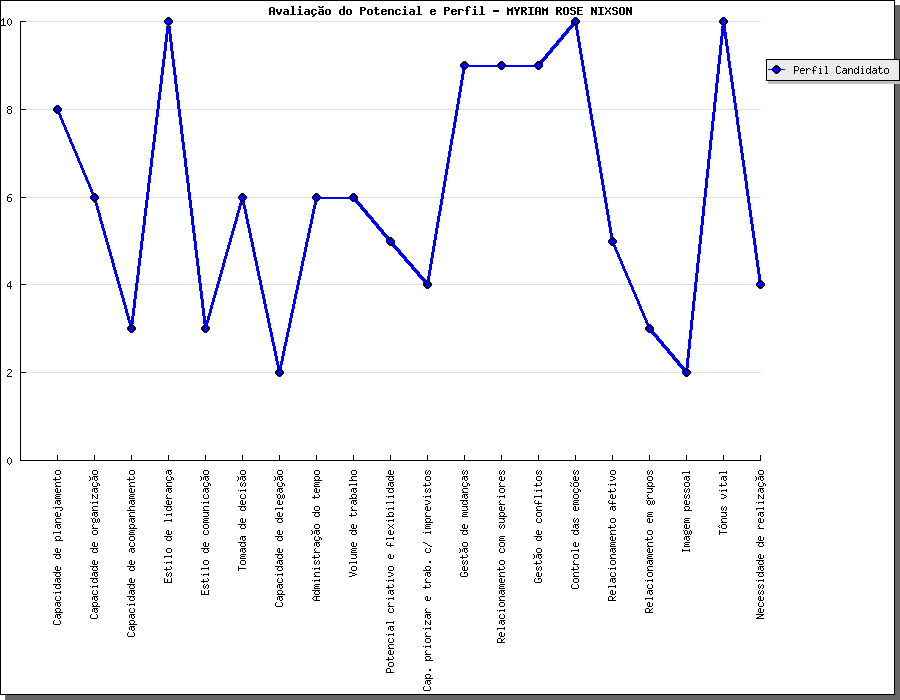 Avaliação do Potencial e Perfil - MYRIAM ROSE NIXSON
10
8
6
4
2
0
Perfil Candidato
Capacidade de planejamento
Capacidade de organização
Capacidade de acompanhamento
Estilo de liderança
Estilo de comunicação
Tomada de decisão
Capacidade de delegação
Administração do tempo
Volume de trabalho
Potencial criativo e flexibilidade
Cap. priorizar e trab. c/ imprevistos
Gestão de mudanças
Relacionamento com superiores
Gestão de conflitos
Controle das emoções
Relacionamento afetivo
Relacionamento em grupos
Imagem pessoal
Tônus vital
Necessidade de realização